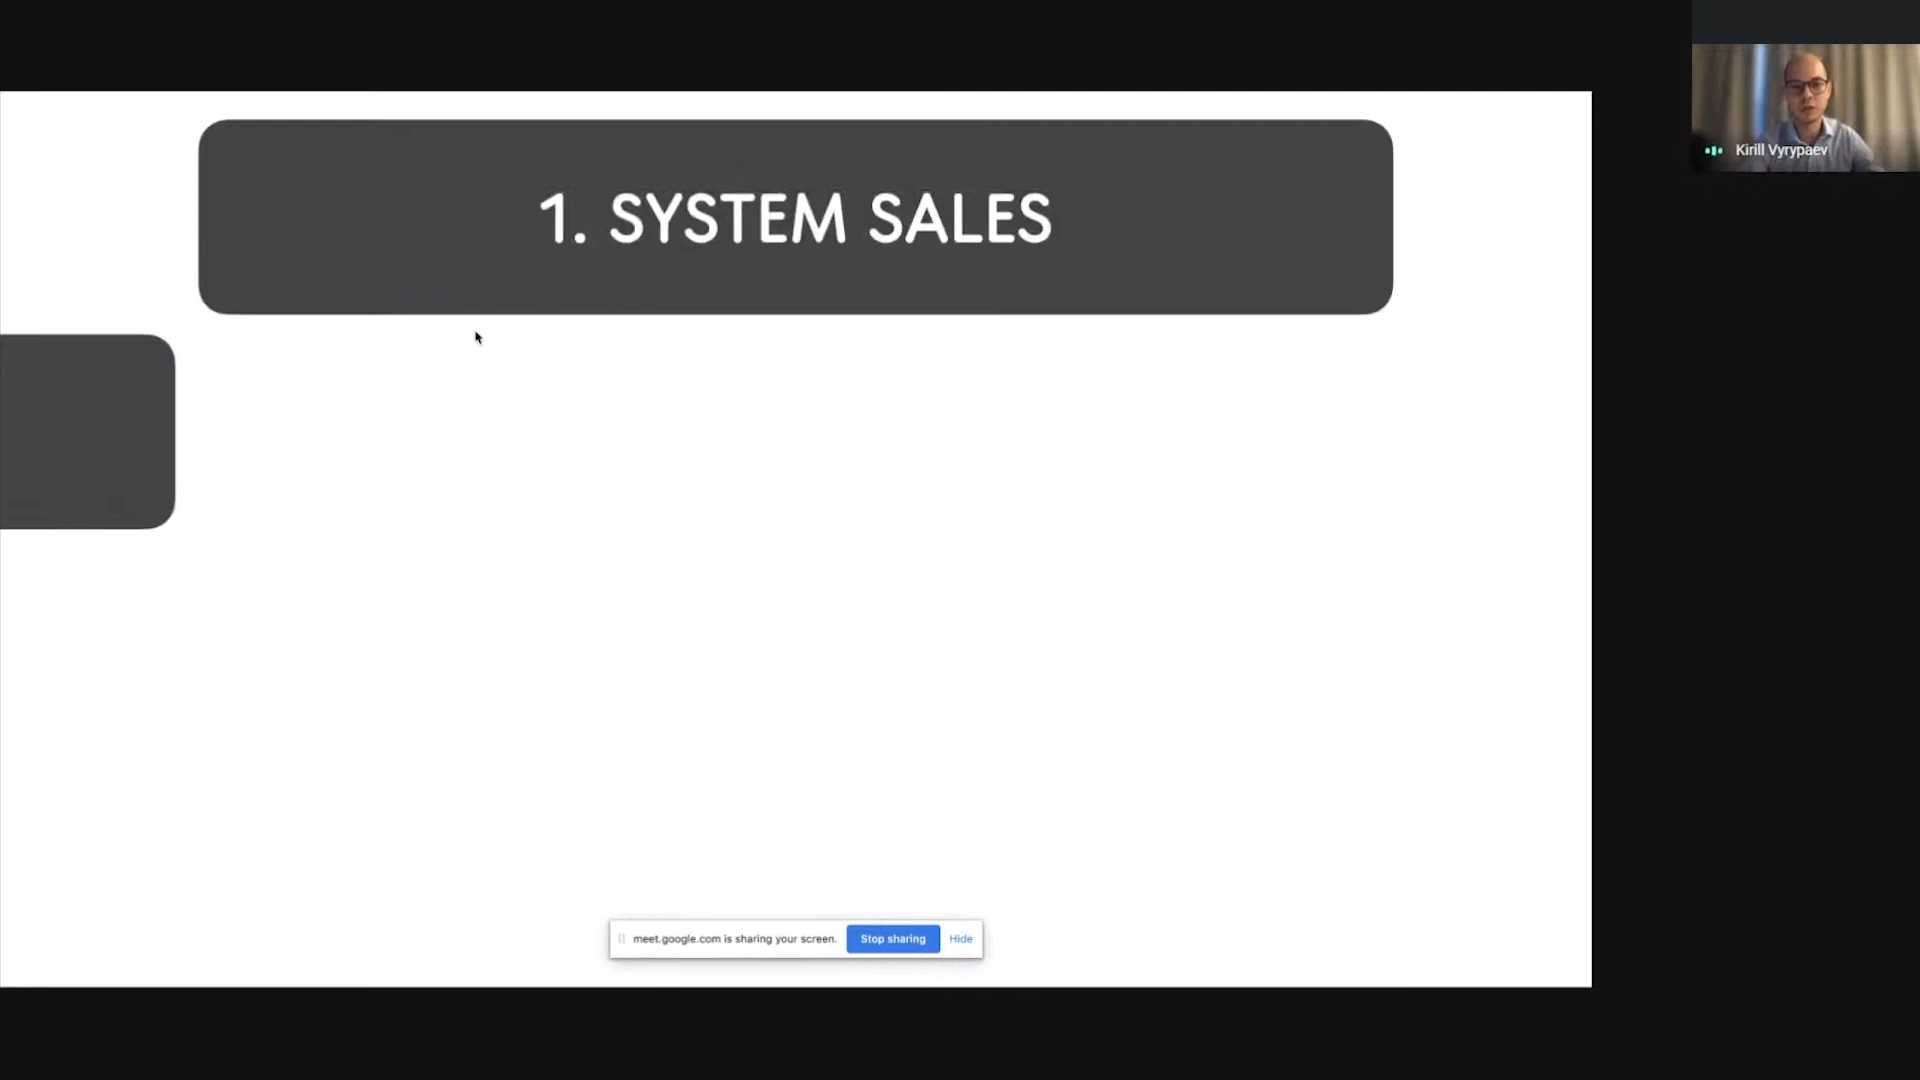 Kirill Vyrypaev
1. SYSTEM SALES
meet.google.com is sharing your screen.
Stop sharing
Hide